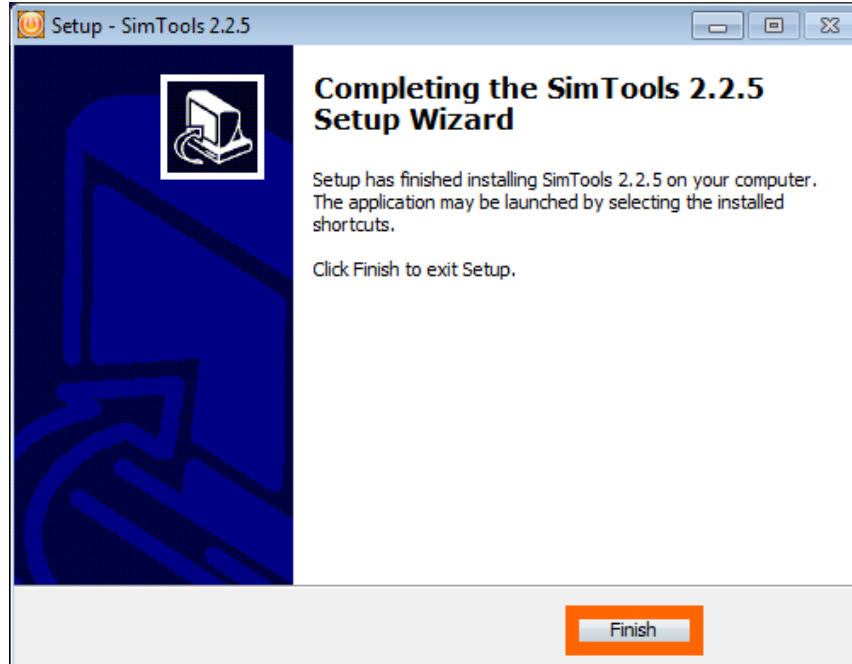 Setup - SimTools 2.2.5
Completing the SimTools 2.2.5
Setup Wizard
Setup has finished installing SimTools 2.2.5 on your computer.
The application may be launched by selecting the installed
shortcuts.
Click Finish to exit Setup.
Finish